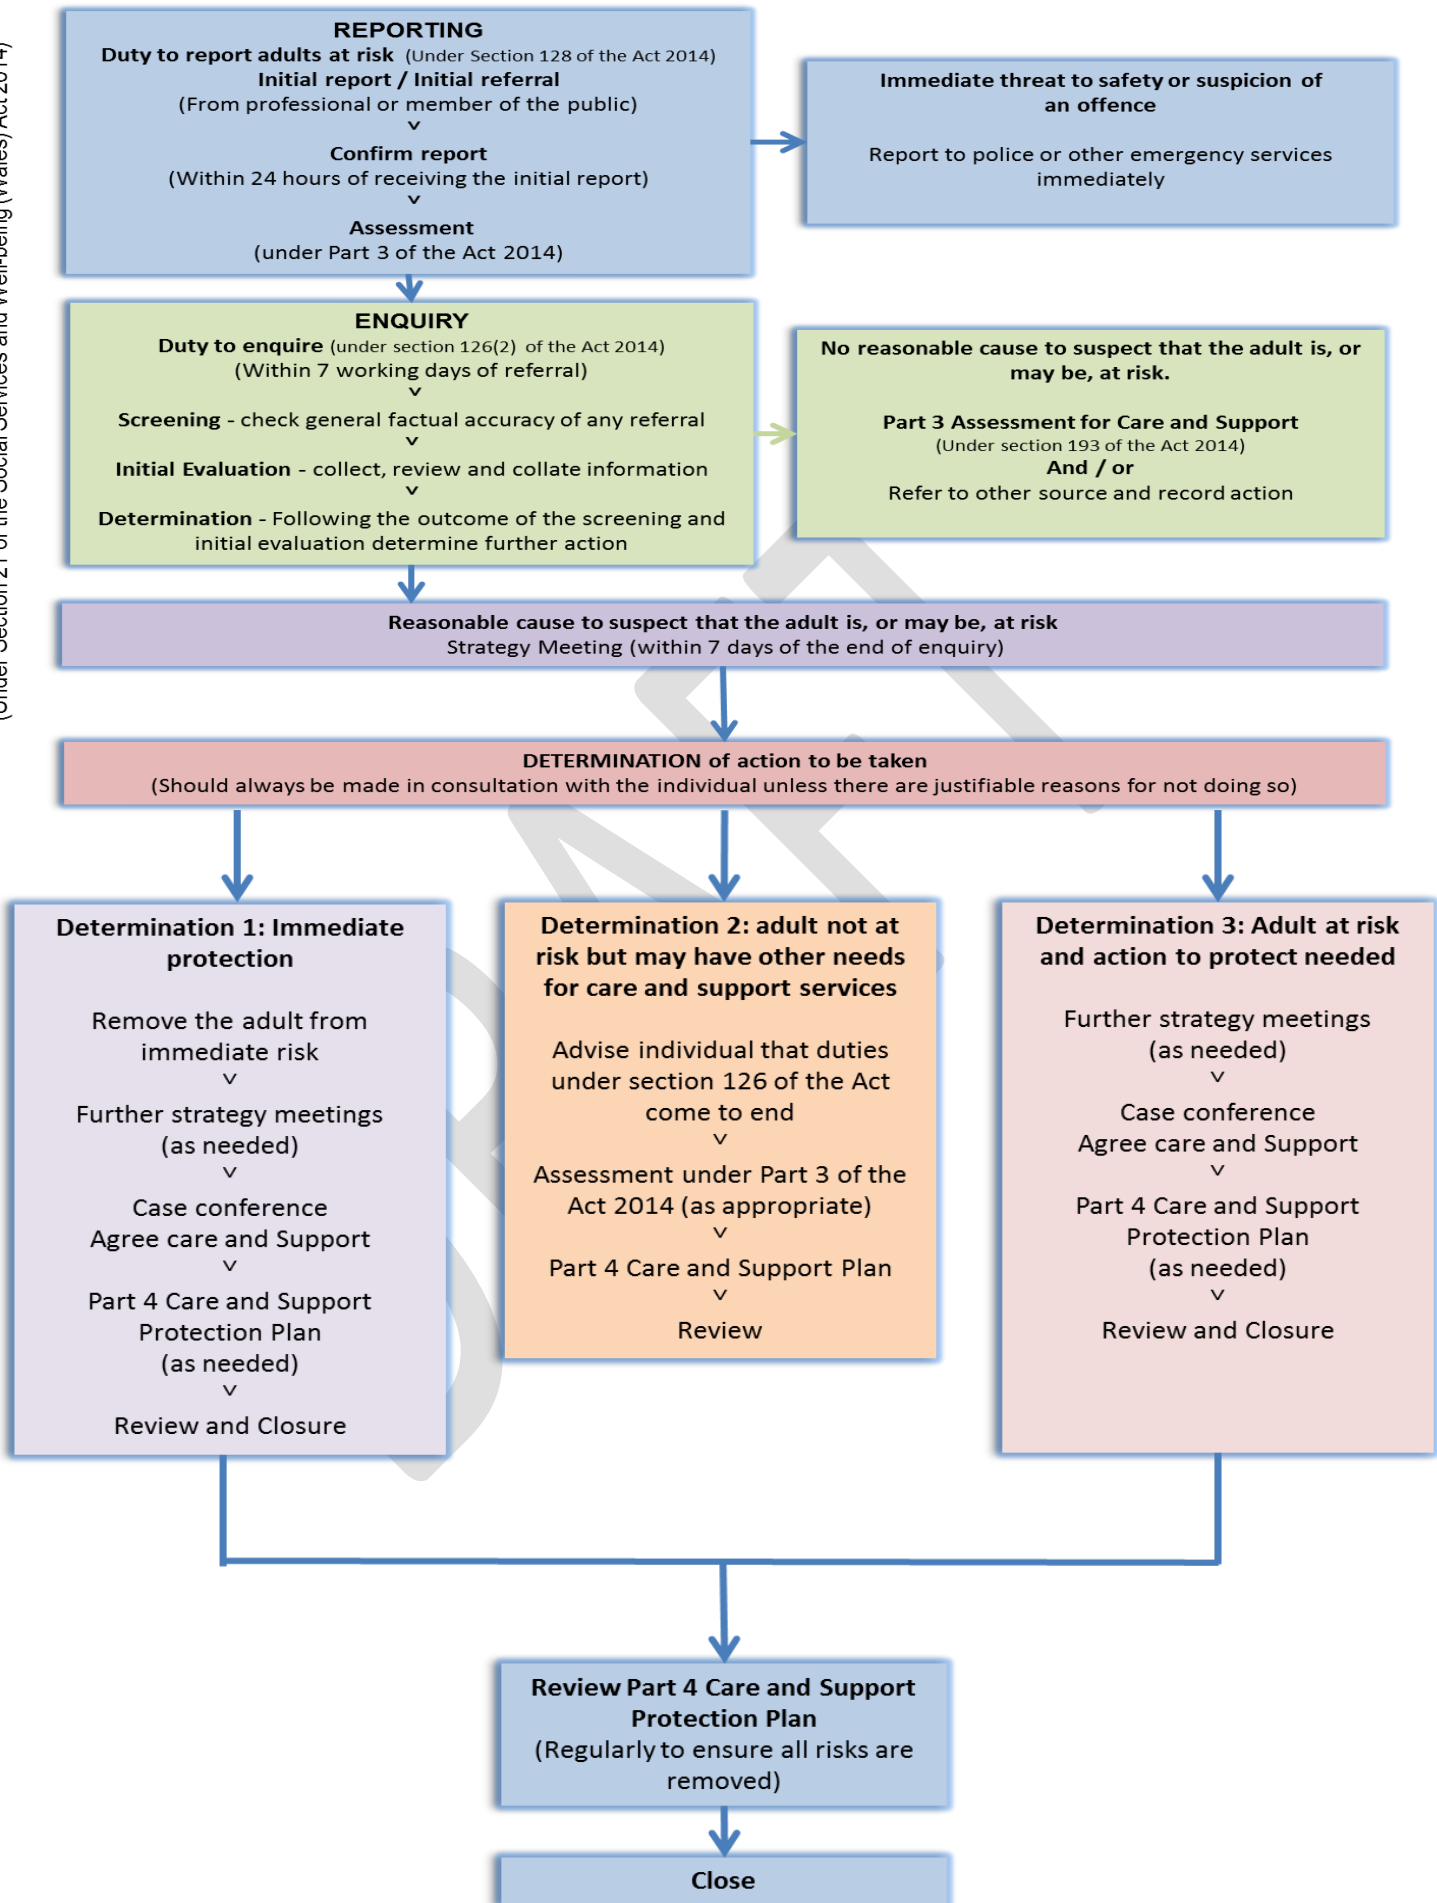 (Under Section 21 of the Social Services and Well-being (Wales) Act 2014)
REPORTING
Duty to report adults at risk (Under Section 128 of the Act 2014)
Initial report / Initial referral
(From professional or member of the public)
v
Confirm report
(Within 24 hours of receiving the initial report)
v
Assessment
(under Part 3 of the Act 2014)
Immediate threat to safety or suspicion of
an offence
Report to police or other emergency services
immediately
ENQUIRY
Duty to enquire (under section 126(2) of the Act 2014)
(Within 7 working days of referral)
v
Screening - check general factual accuracy of any referral
v
Initial Evaluation - collect, review and collate information
v
Determination - Following the outcome of the screening and
initial evaluation determine further action
No reasonable cause to suspect that the adult is, or
may be, at risk.
Part 3 Assessment for Care and Support
(Under section 193 of the Act 2014)
And / or
Refer to other source and record action
Reasonable cause to suspect that the adult is, or may be, at risk
Strategy Meeting (within 7 days of the end of enquiry)
DETERMINATION of action to be taken
(Should always be made in consultation with the individual unless there are justifiable reasons for not doing so)
Determination 1: Immediate
protection
Remove the adult from
immediate risk
v
Further strategy meetings
(as needed)
v
Case conference
Agree care and Support
v
Part 4 Care and Support
Protection Plan
(as needed)
v
Review and Closure
Determination 2: adult not at
risk but may have other needs
for care and support services
Advise individual that duties
under section 126 of the Act
come to end
v
Assessment under Part 3 of the
Act 2014 (as appropriate)
v
Part 4 Care and Support Plan
v
Review
Determination 3: Adult at risk
and action to protect needed
Further strategy meetings
(as needed)
v
Case conference
Agree care and Support
v
Part 4 Care and Support
Protection Plan
(as needed)
v
Review and Closure
Review Part 4 Care and Support
Protection Plan
(Regularly to ensure all risks are
removed)
Close
DRAFT